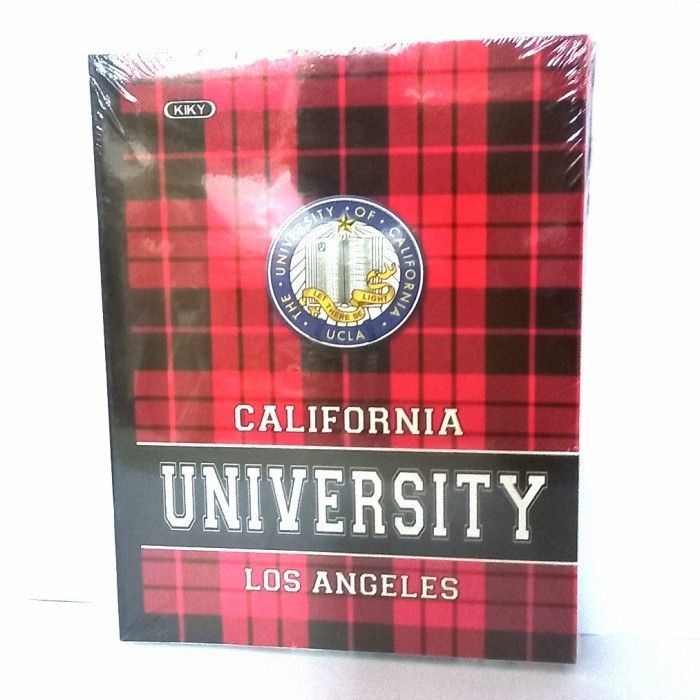 KIKY
· THE · UNIVERSITY · OF · CALIFORNIA ·
LET THERE BE LIGHT
UCLA
CALIFORNIA
UNIVERSITY
LOS ANGELES